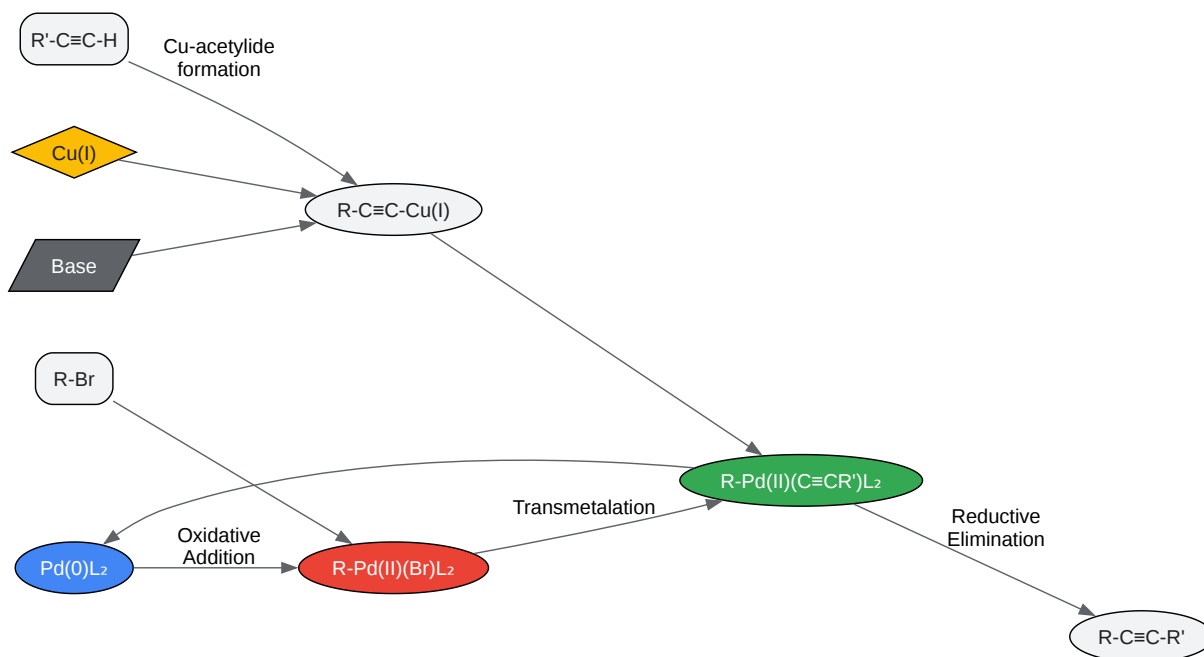 R'-C≡C-H
Cu-acetylide
formation
Cu(I)
R-C≡C-Cu(I)
Base
R-Br
R-Pd(II)(C≡CR')L₂
Transmetalation
Reductive
Elimination
Oxidative
Addition
Pd(0)L₂
R-Pd(II)(Br)L₂
R-C≡C-R'